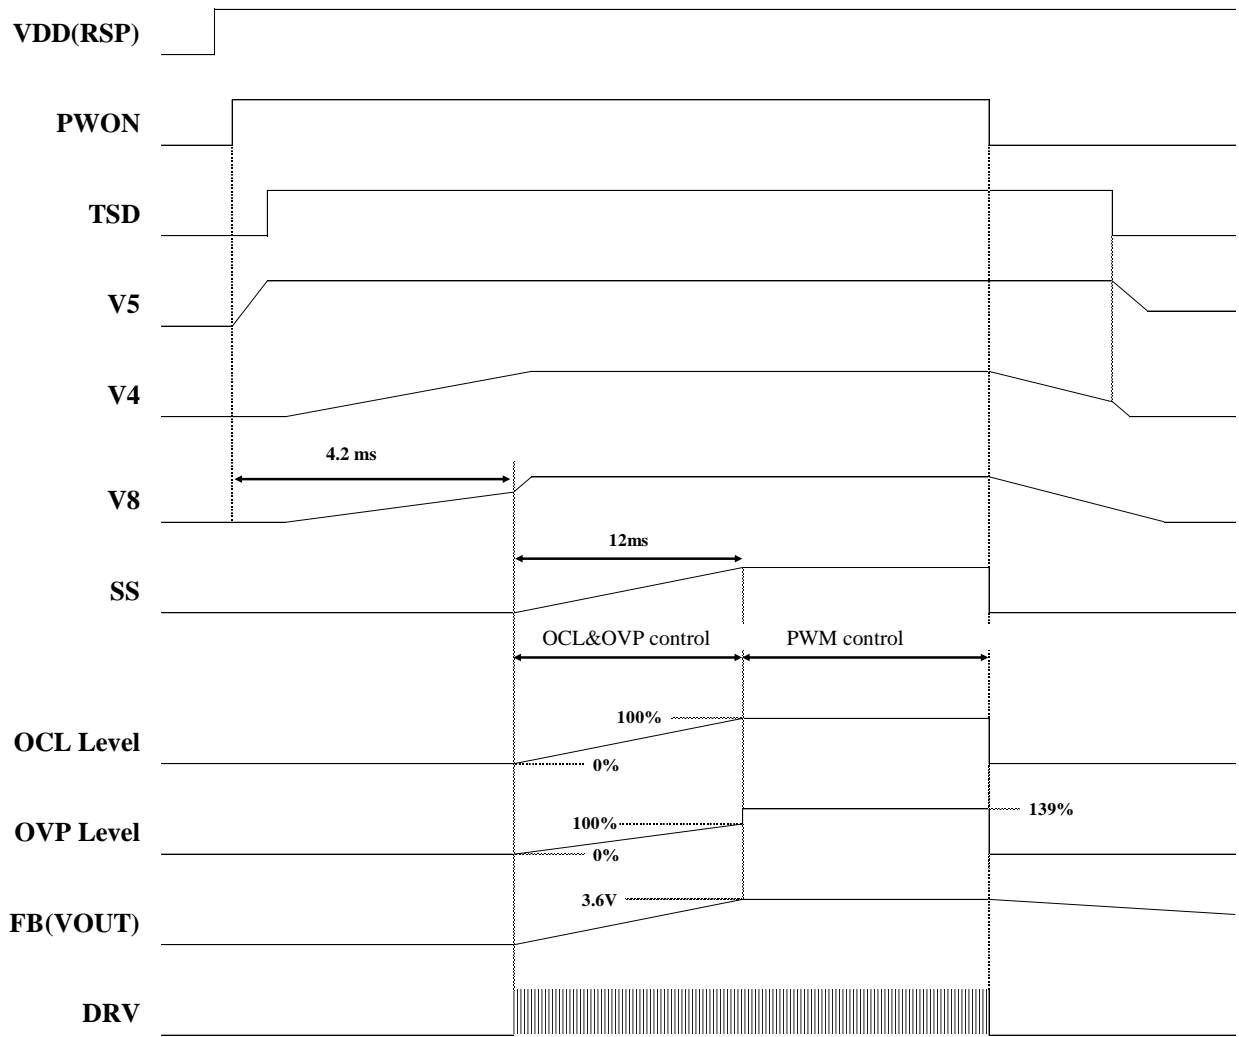 VDD(RSP)
PWON
TSD
V5
V4
4.2 ms
V8
12ms
SS
OCL&OVP control
PWM control
100%
OCL Level
0%
139%
100%
OVP Level
0%
3.6V
FB(VOUT)
DRV